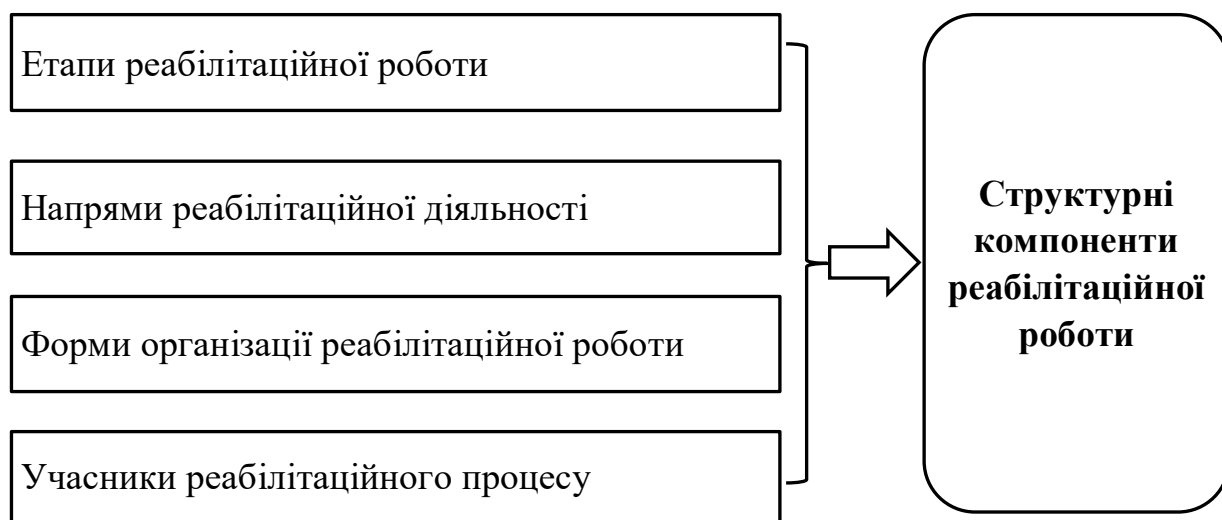 Етапи реабілітаційної роботи
Напрями реабілітаційної діяльності
Форми організації реабілітаційної роботи
Учасники реабілітаційного процесу
Структурні
компоненти
реабілітаційної
роботи